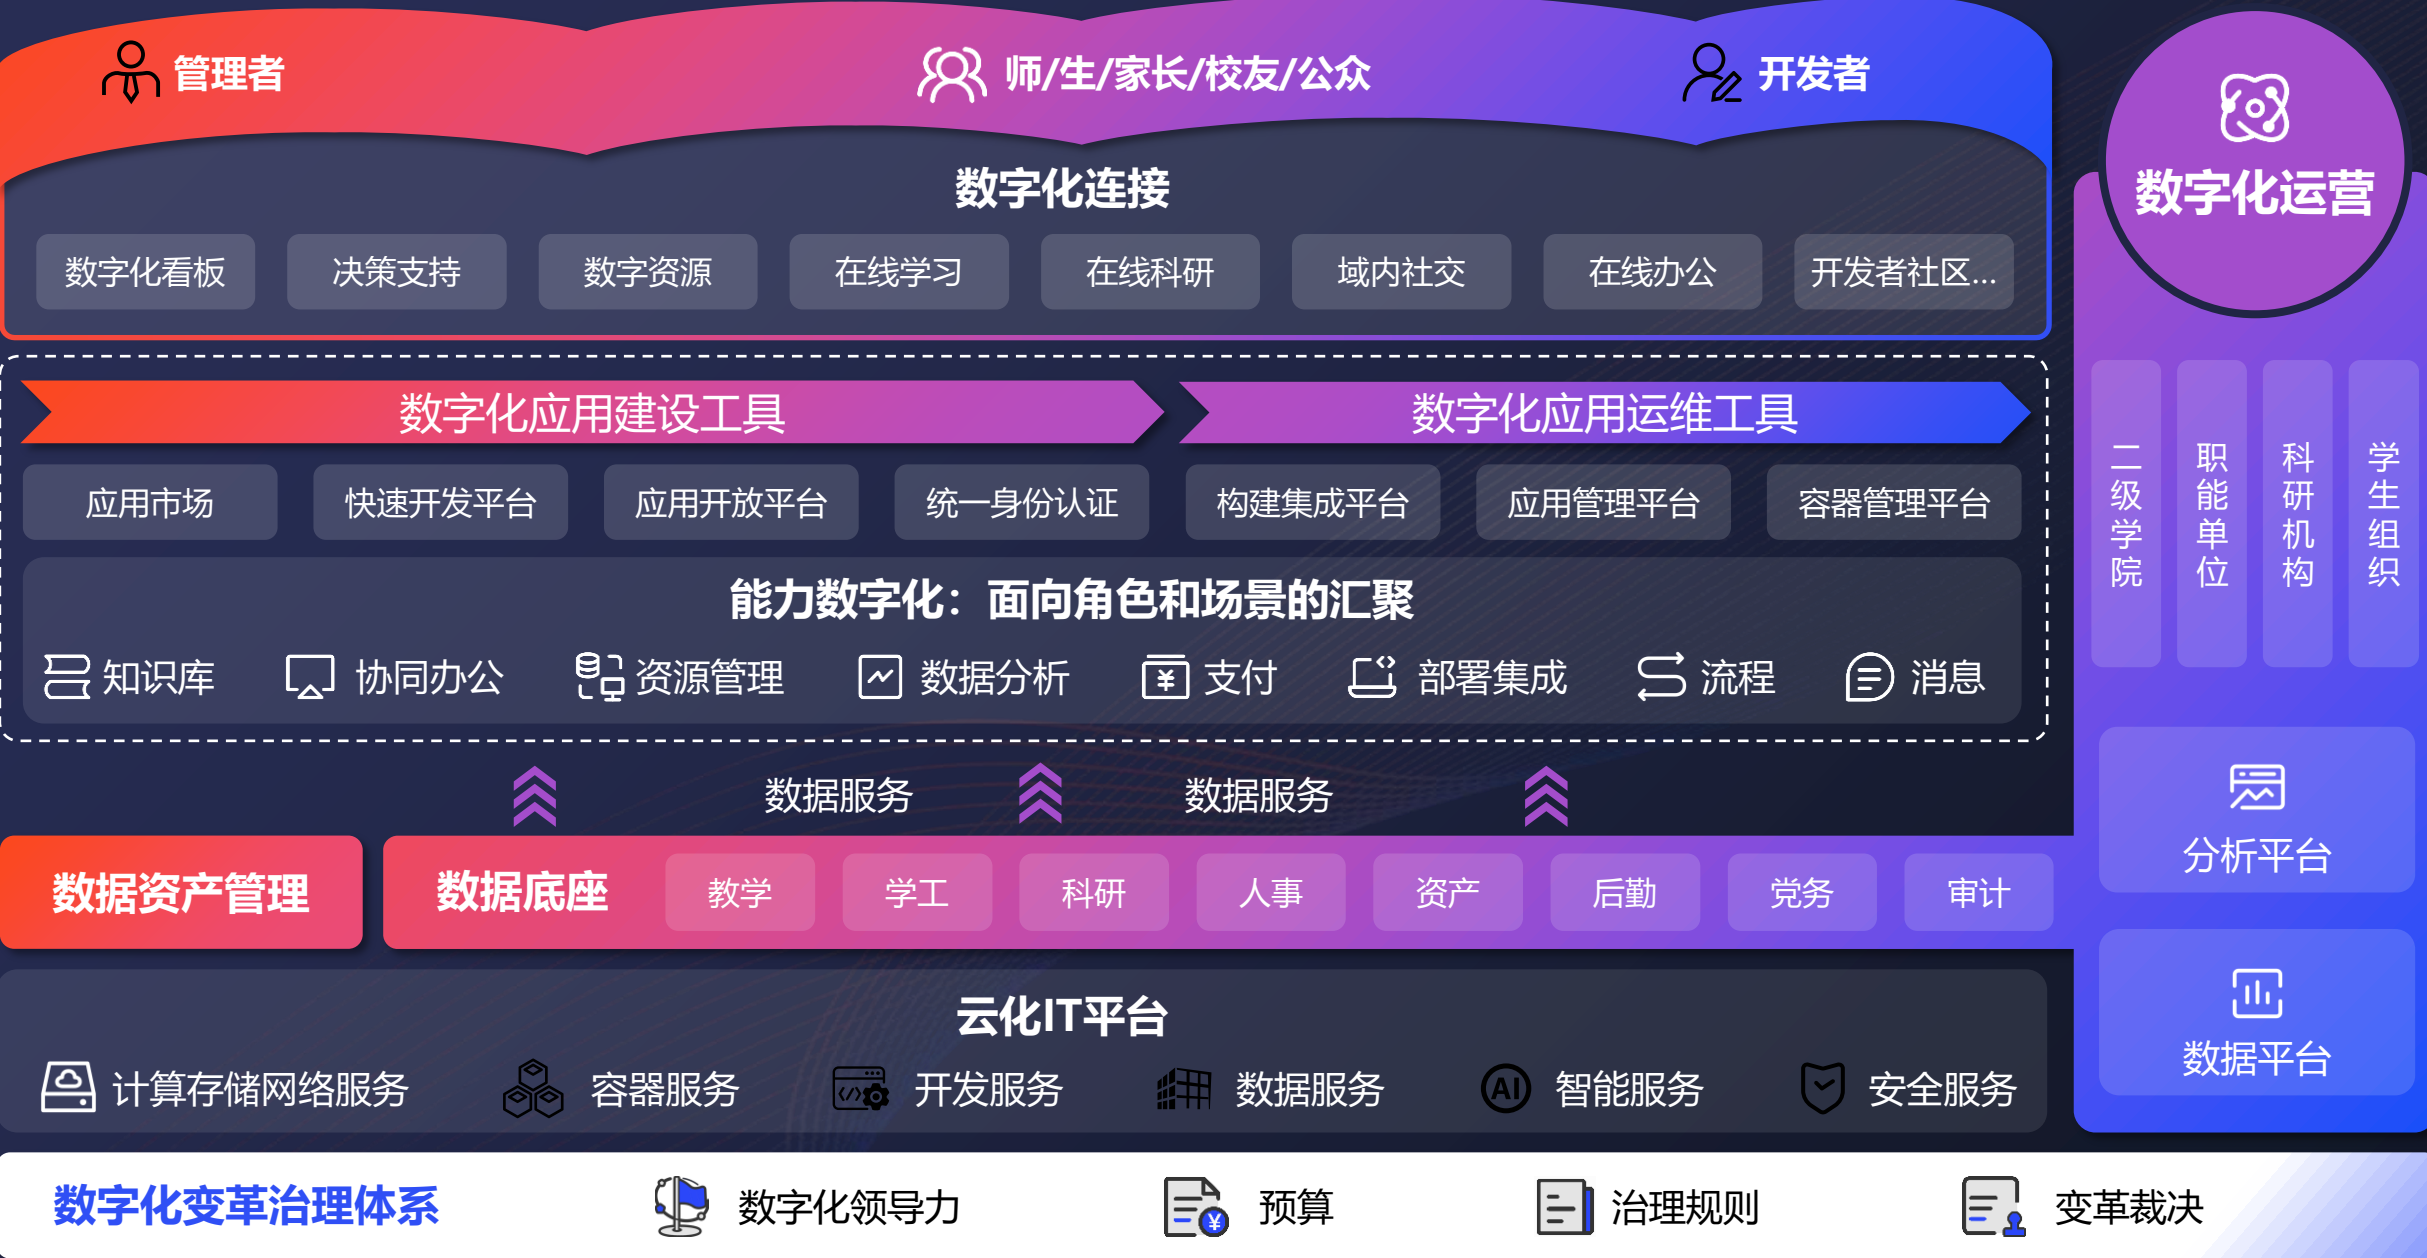 管理者
师/生/家长/校友/公众
开发者
数字化连接
数字化看板
决策支持
数字资源
在线学习
在线科研
域内社交
在线办公
开发者社区...
数字化应用建设工具
数字化应用运维工具
应用市场
快速开发平台
应用开放平台
统一身份认证
构建集成平台
应用管理平台
容器管理平台
能力数字化：面向角色和场景的汇聚
知识库
协同办公
资源管理
数据分析
¥
支付
部署集成
流程
消息
数据服务
数据服务
数据资产管理
数据底座
教学
学工
科研
人事
资产
后勤
党务
审计
云化IT平台
计算存储网络服务
容器服务
</>
开发服务
数据服务
AI
智能服务
安全服务
数字化运营
二级学院
职能单位
科研机构
学生组织
分析平台
数据平台
数字化变革治理体系
数字化领导力
¥
预算
治理规则
变革裁决